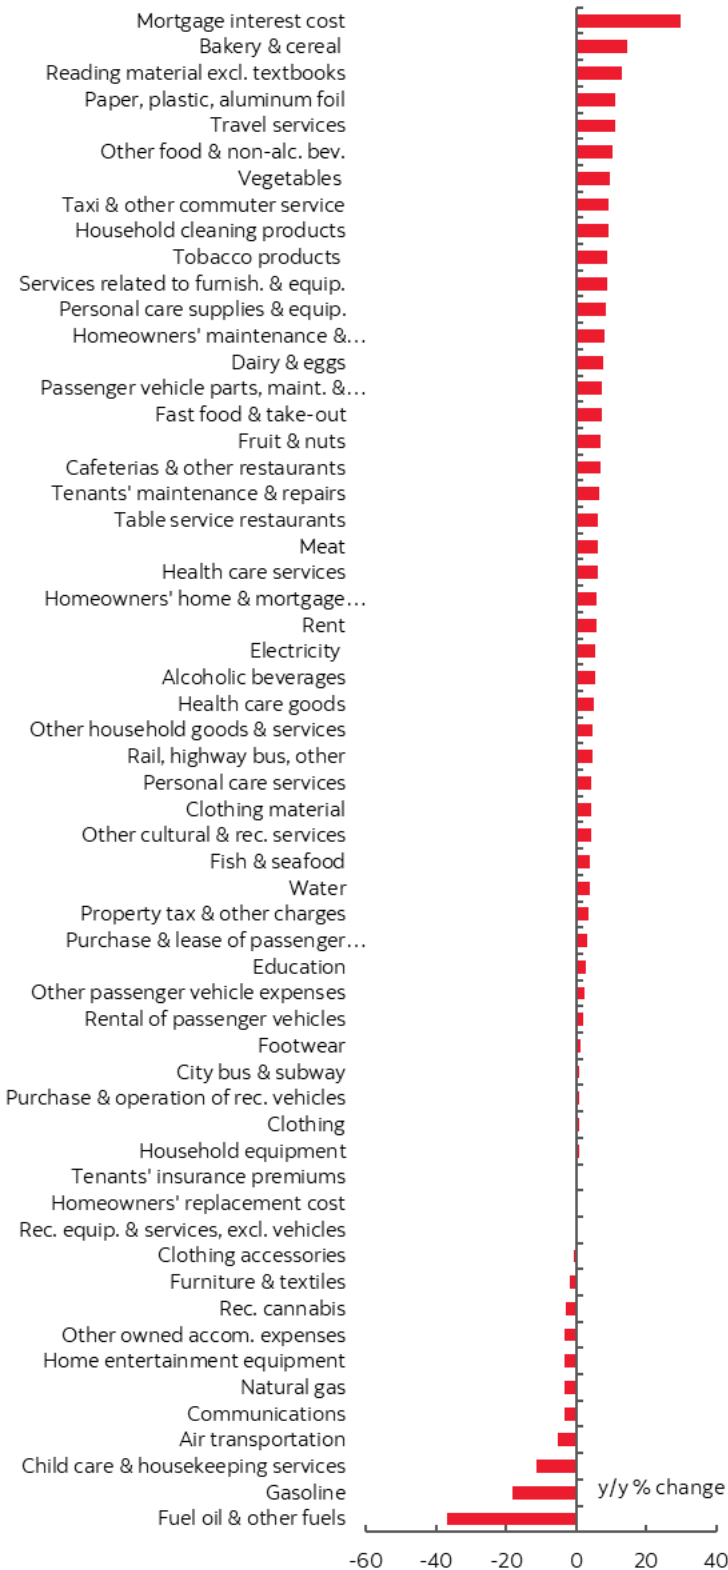 Mortgage interest cost
Bakery & cereal
Reading material excl. textbooks
Paper, plastic, aluminum foil
Travel services
Other food & non-alc. bev.
Vegetables
Taxi & other commuter service
Household cleaning products
Tobacco products
Services related to furnish. & equip.
Personal care supplies & equip.
Homeowners' maintenance &...
Dairy & eggs
Passenger vehicle parts, maint. &...
Fast food & take-out
Fruit & nuts
Cafeterias & other restaurants
Tenants' maintenance & repairs
Table service restaurants
Meat
Health care services
Homeowners' home & mortgage...
Rent
Electricity
Alcoholic beverages
Health care goods
Other household goods & services
Rail, highway bus, other
Personal care services
Clothing material
Other cultural & rec. services
Fish & seafood
Water
Property tax & other charges
Purchase & lease of passenger...
Education
Other passenger vehicle expenses
Rental of passenger vehicles
Footwear
City bus & subway
Purchase & operation of rec. vehicles
Clothing
Household equipment
Tenants' insurance premiums
Homeowners' replacement cost
Rec. equip. & services, excl. vehicles
Clothing accessories
Furniture & textiles
Rec. cannabis
Other owned accom. expenses
Home entertainment equipment
Natural gas
Communications
Air transportation
Child care & housekeeping services
Gasoline
y/y % change
Fuel oil & other fuels
-60 -40 -20 0 20 40